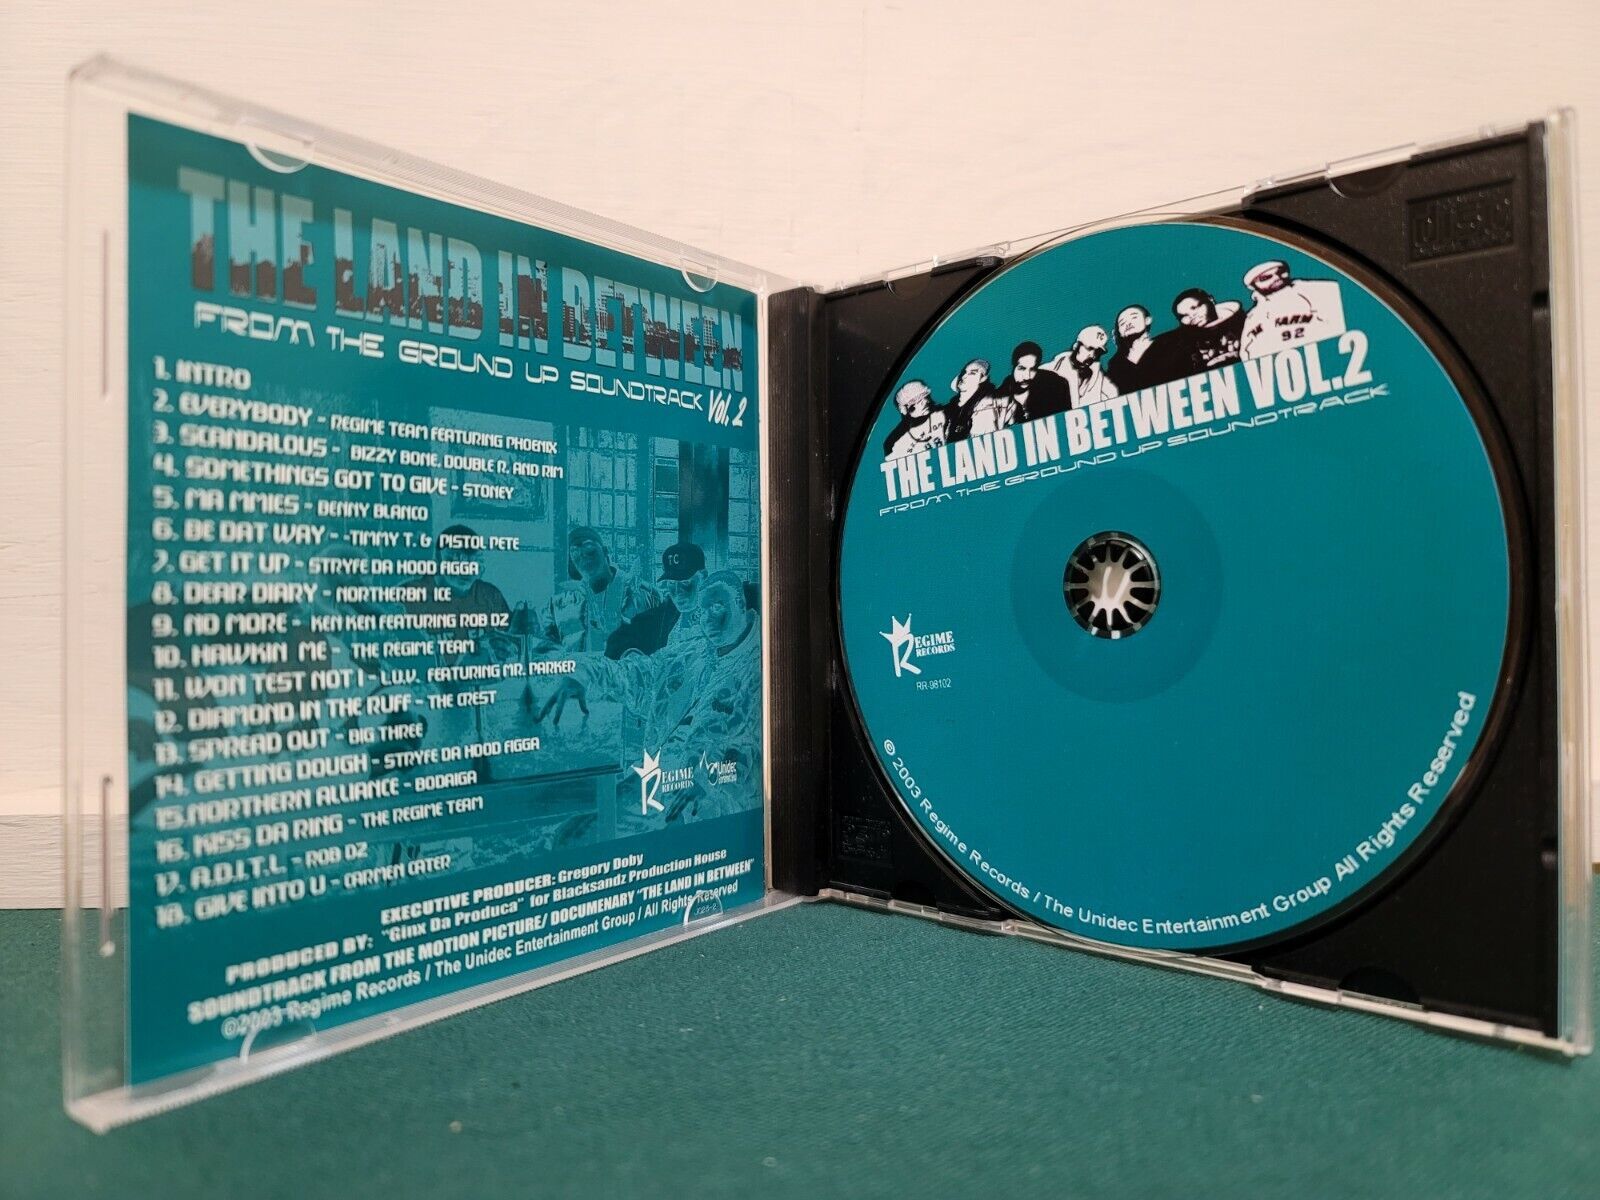 THE LAND IN BETWEEN
FROM THE GROUND UP SOUNDTRACK Vol. 2
1. INTRO
2. EVERYBODY - REGIME TEAM FEATURING PHOENIX
3. SCANDALOUS - BIZZY BONE, DOUBLE R, AND RIM
4. SOMETHINGS GOT TO GIVE - STONEY
5. MA MMIES - BENNY BLANCO
6. BE DAT WAY - -TIMMY T. & PISTOL PETE
7. GET IT UP - STRYFE DA HOOD FIGGA
8. DEAR DIARY - NORTHERBN ICE
9. NO MORE - KEN KEN FEATURING ROB DZ
10. HAWKIN ME - THE REGIME TEAM
11. WON TEST NOT I - L.U.V. FEATURING MR. PARKER
12. DIAMOND IN THE RUFF - THE CREST
13. SPREAD OUT - BIG THREE
14. GETTING DOUGH - STRYFE DA HOOD FIGGA
15. NORTHERN ALLIANCE - BODAIGA
16. KISS DA RING - THE REGIME TEAM
17. A.D.I.T.L. - ROB DZ
18. GIVE INTO U - CARMEN CATER
TC
REGIME
RECORDS
Unidec
EXECUTIVE PRODUCER: Gregory Doby
PRODUCED BY: "Ginx Da Produca" for Blacksandz Production House
SOUNDTRACK FROM THE MOTION PICTURE/ DOCUMENARY "THE LAND IN BETWEEN"
©2003 Regime Records / The Unidec Entertainment Group / All Rights Reserved
disc
FARM
92
THE LAND IN BETWEEN VOL.2
FROM THE GROUND UP SOUNDTRACK
REGIME
RECORDS
RR-98102
© 2003 Regime Records / The Unidec Entertainment Group All Rights Reserved